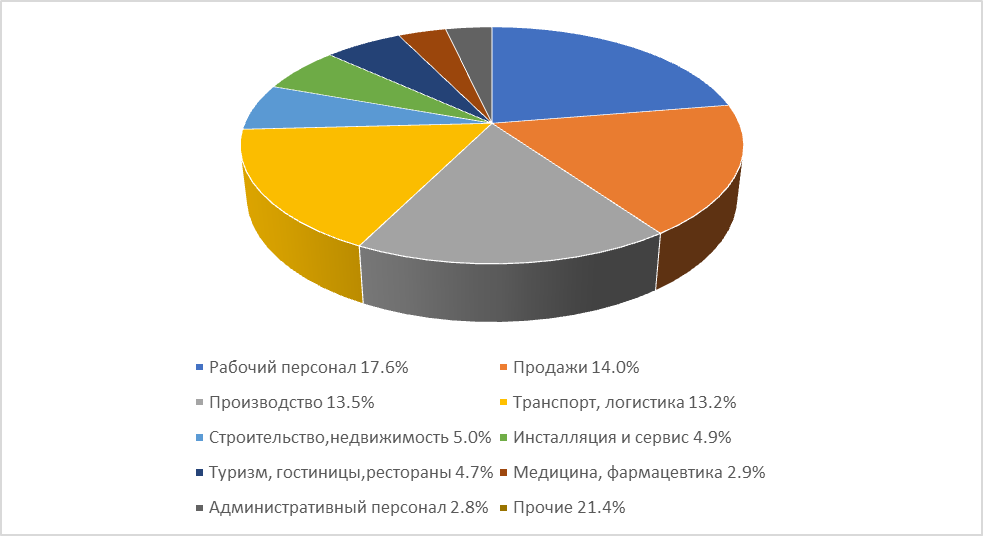 Рабочий персонал 17.6%
Продажи 14.0%
Производство 13.5%
Транспорт, логистика 13.2%
Строительство,недвижимость 5.0%
Инсталляция и сервис 4.9%
Туризм, гостиницы,рестораны 4.7%
Медицина, фармацевтика 2.9%
Административный персонал 2.8%
Прочие 21.4%